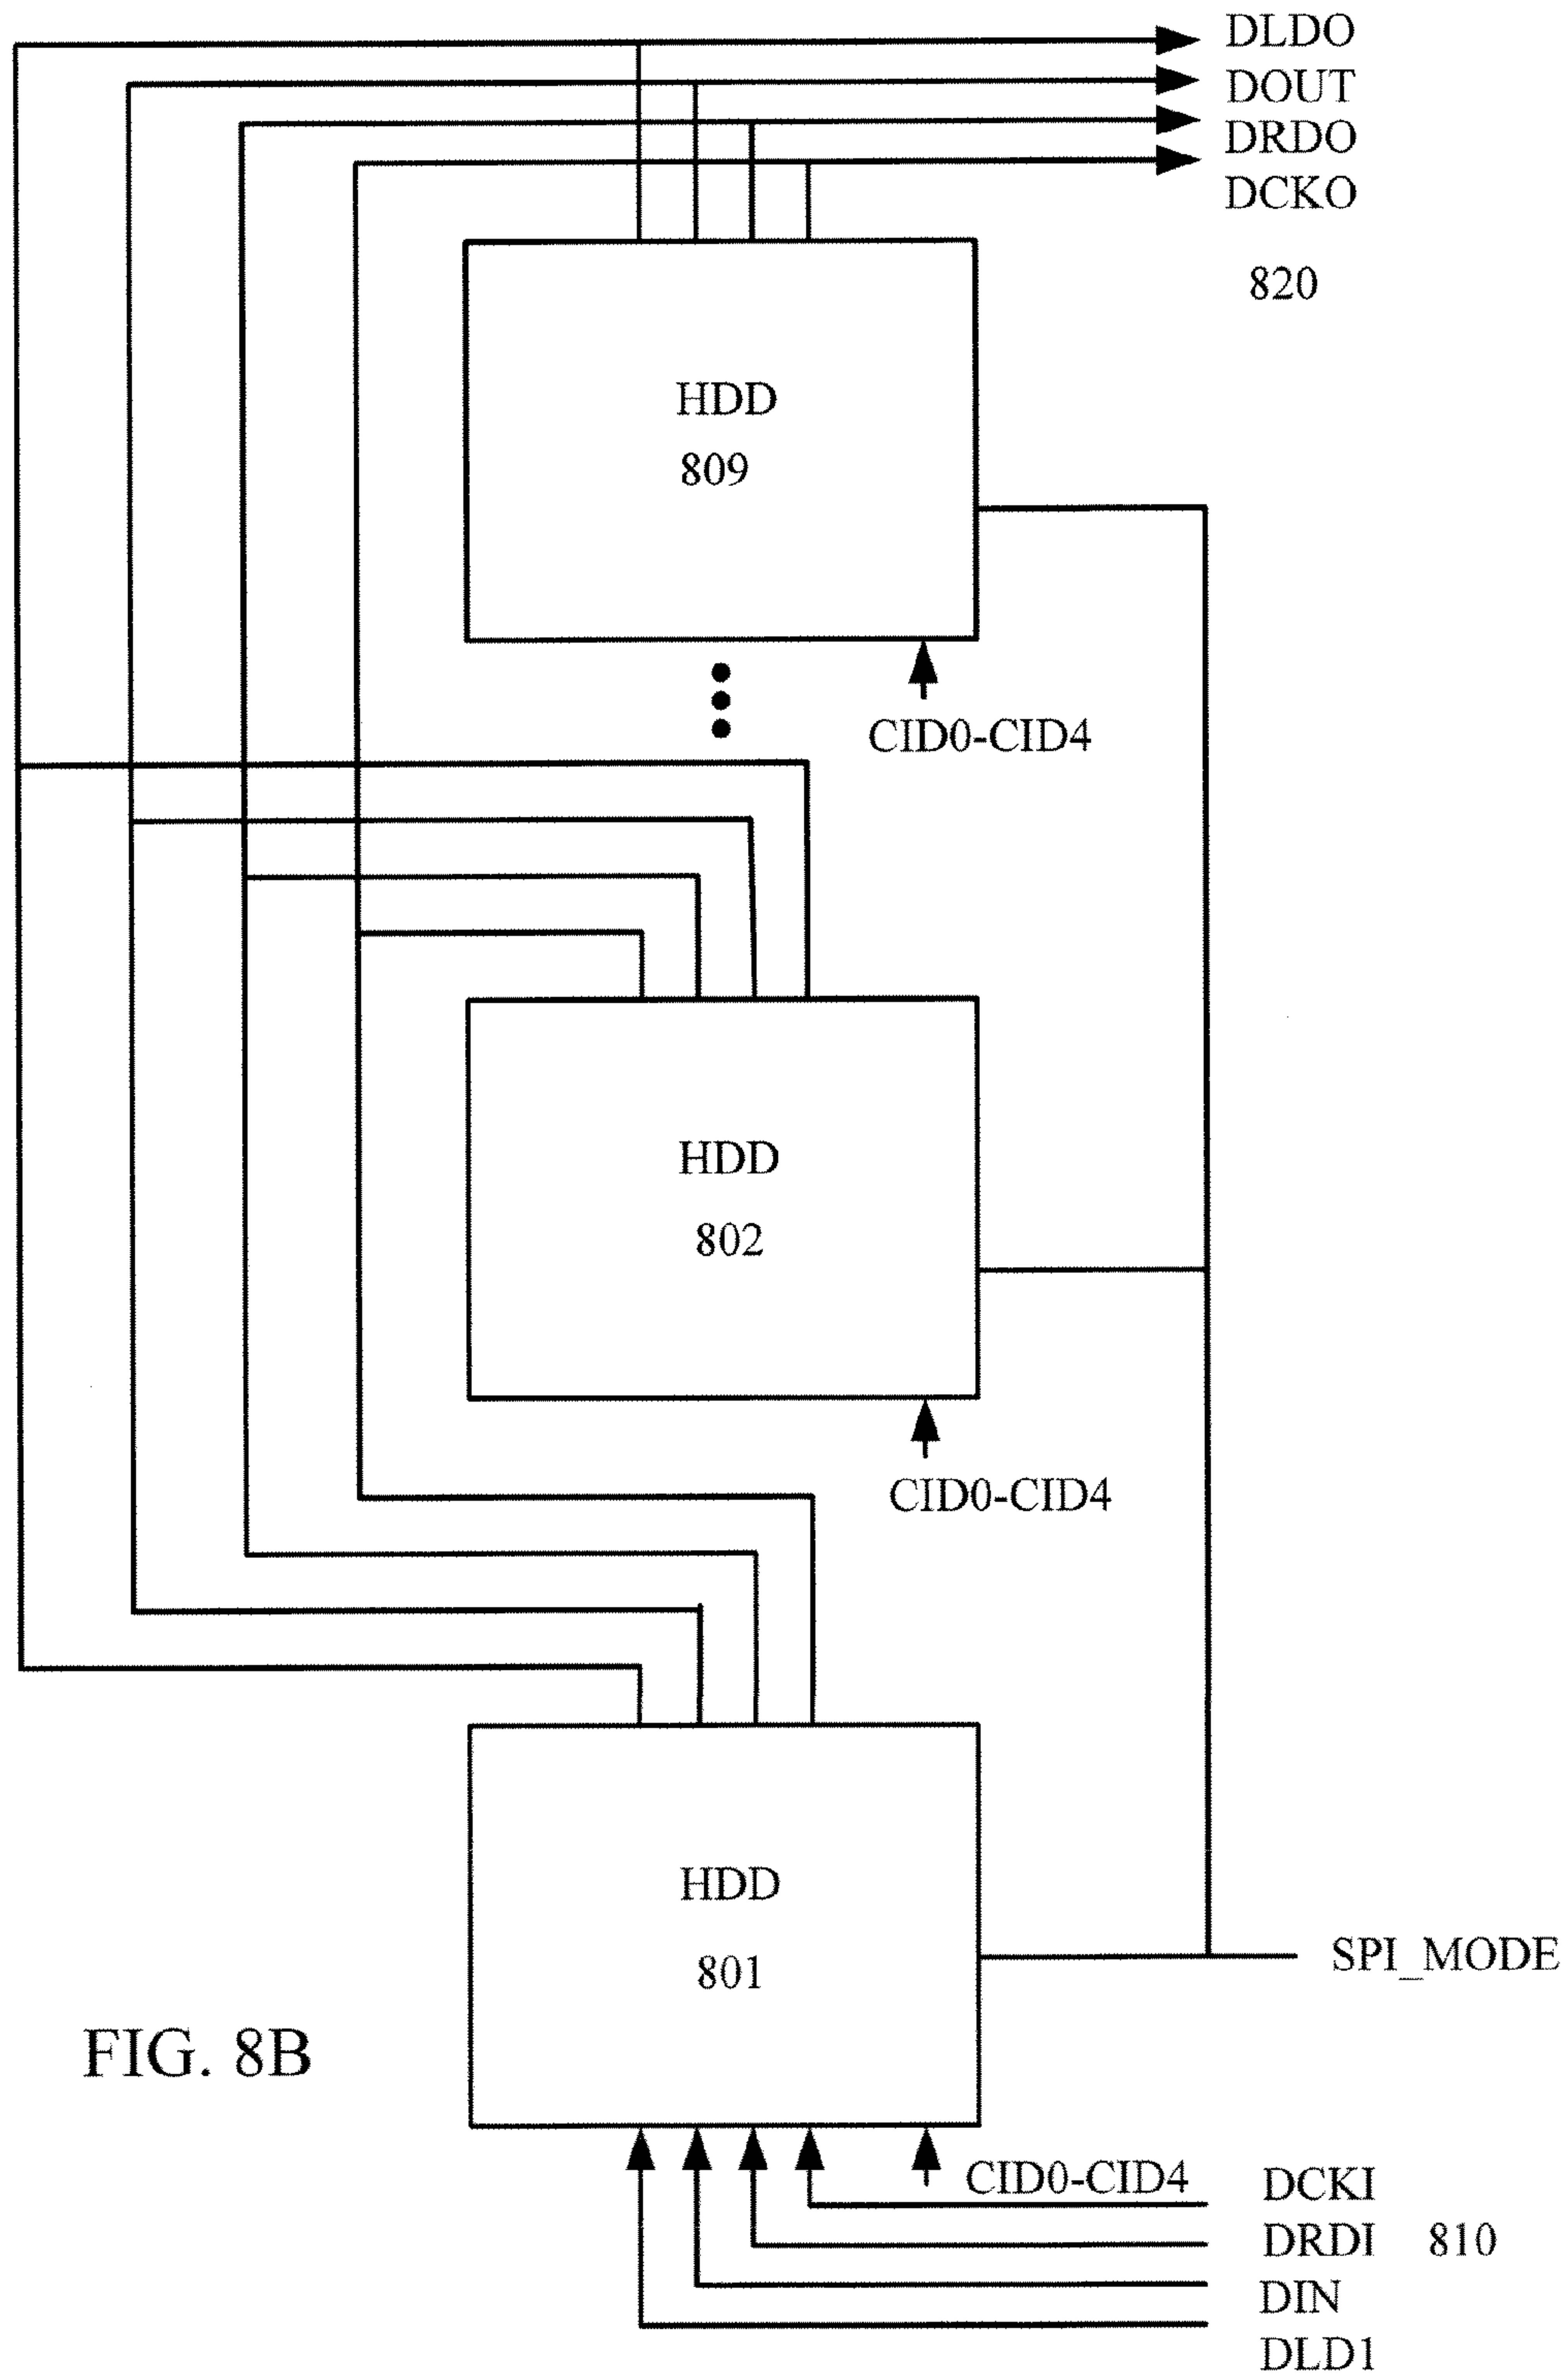 DLDO
DOUT
DRDO
DCKO
820
HDD
809
CID0-CID4
HDD
802
CID0-CID4
HDD
801
SPI_MODE
FIG. 8B
CID0-CID4
DCKI
DRDI 810
DIN
DLD1